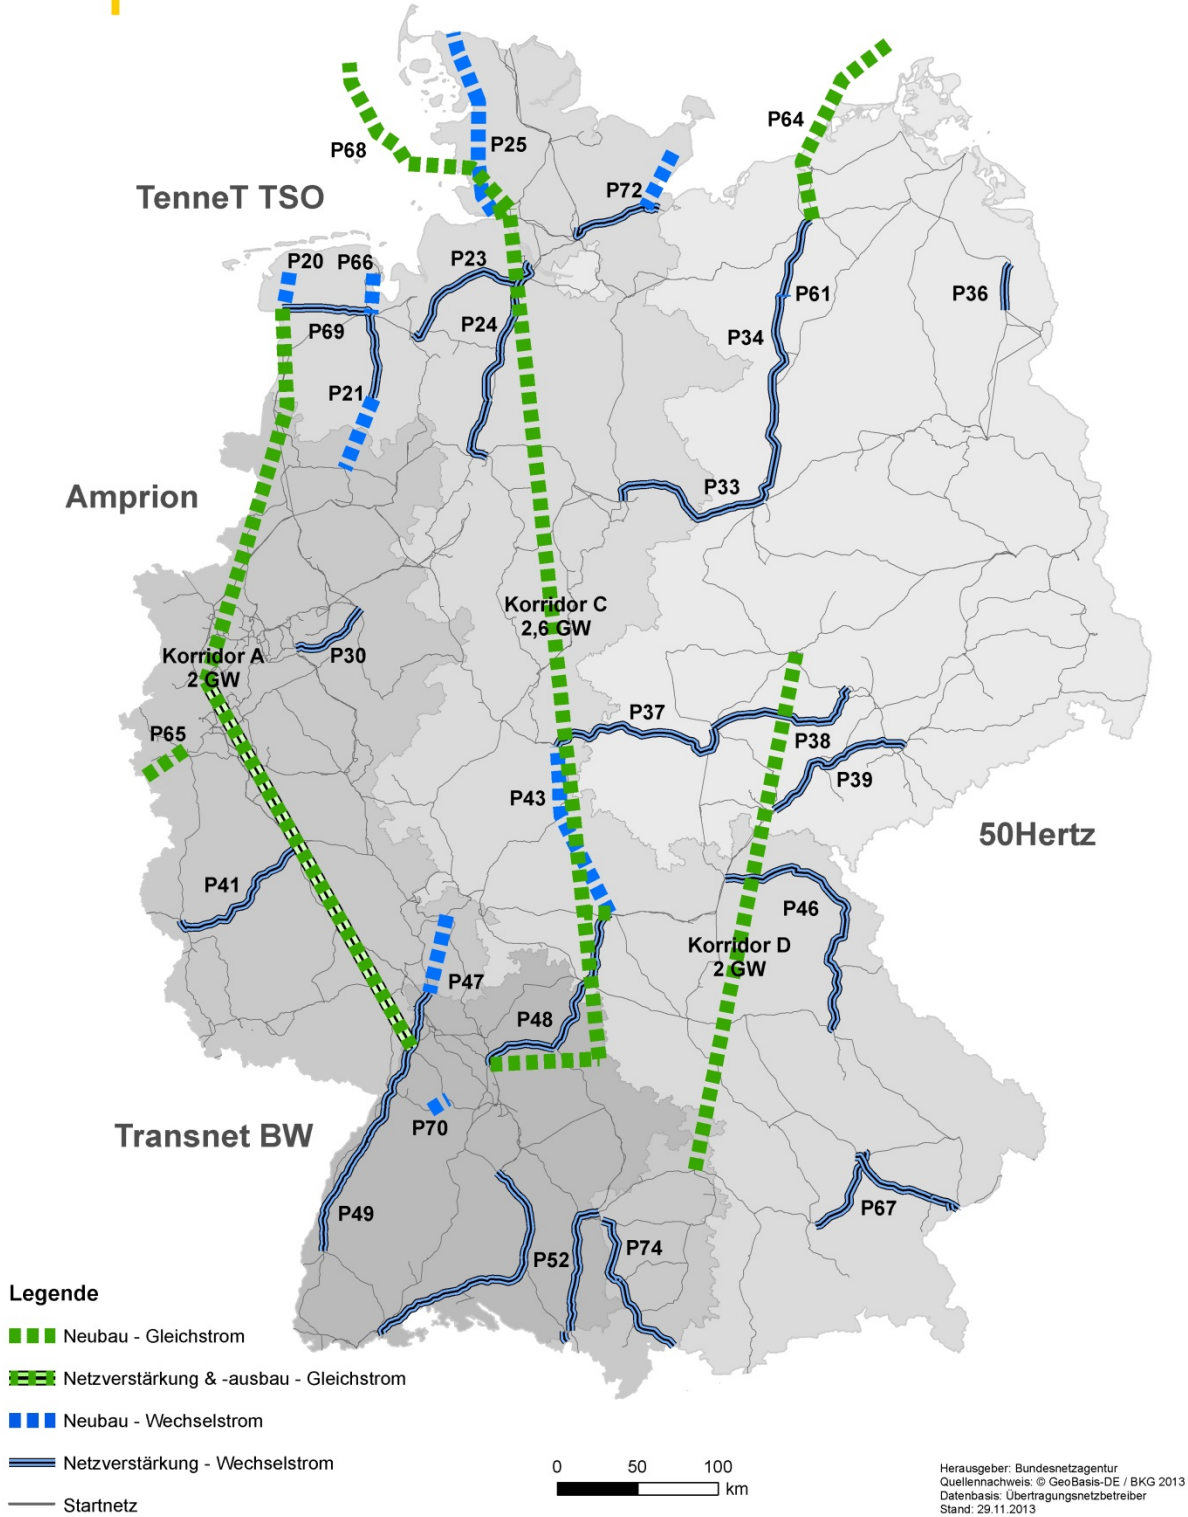 P64
P68
P25
P72
TenneT TSO
P20
P66
P23
P61
P36
P69
P24
P34
P21
P33
Amprion
Korridor C
2,6 GW
P30
Korridor A
2 GW
P37
P65
P38
P39
P43
50Hertz
P41
P46
Korridor D
2 GW
P47
P48
Transnet BW
P70
P49
P67
P52
P74
Legende
Neubau - Gleichstrom
Netzverstärkung & -ausbau - Gleichstrom
Neubau - Wechselstrom
Netzverstärkung - Wechselstrom
Startnetz
0 50 100
km
Herausgeber: Bundesnetzagentur
Quellennachweis: © GeoBasis-DE / BKG 2013
Datenbasis: Übertragungsnetzbetreiber
Stand: 29.11.2013